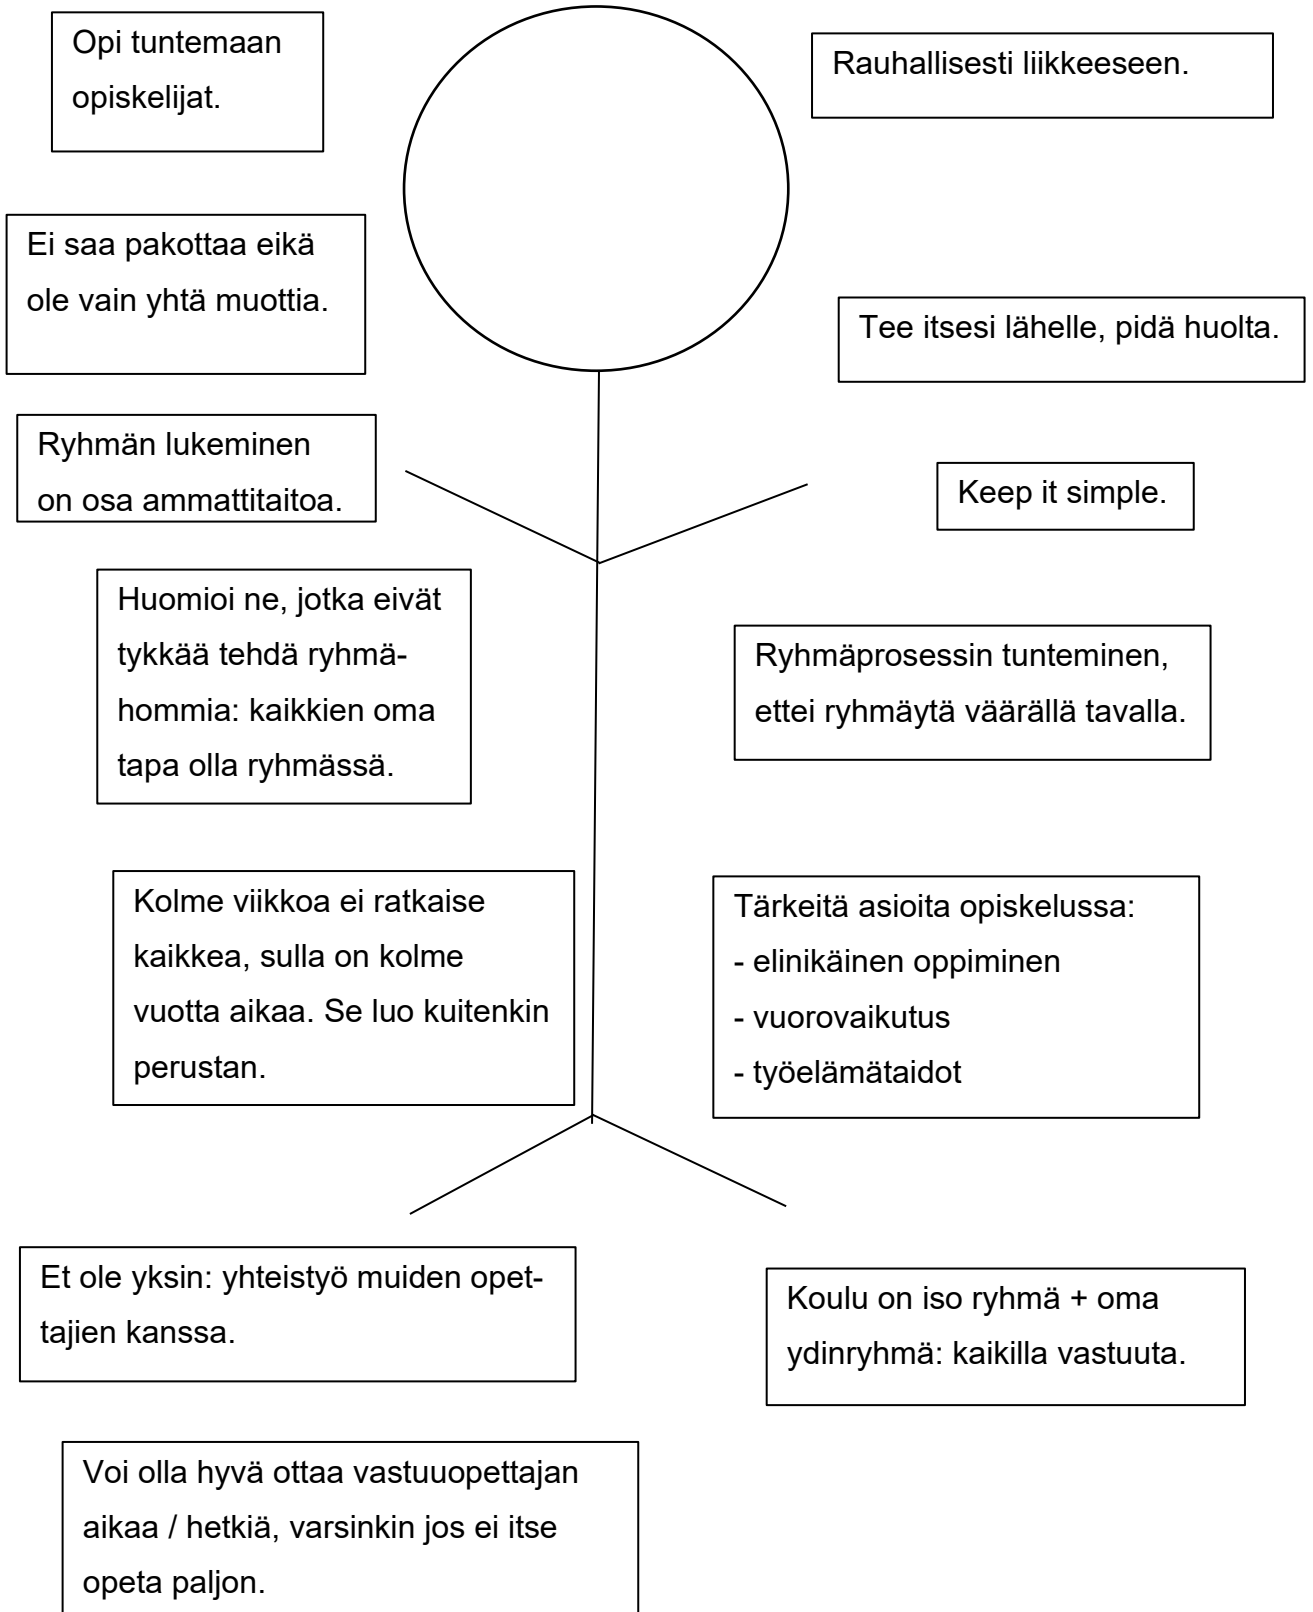 Opi tuntemaan
opiskelijat.
Rauhallisesti liikkeeseen.
Ei saa pakottaa eikä
ole vain yhtä muottia.
Tee itsesi lähelle, pidä huolta.
Ryhmän lukeminen
on osa ammattitaitoa.
Keep it simple.
Huomioi ne, jotka eivät
tykkää tehdä ryhmä-
hommia: kaikkien oma
tapa olla ryhmässä.
Ryhmäprosessin tunteminen,
ettei ryhmäytä väärällä tavalla.
Kolme viikkoa ei ratkaise
kaikkea, sulla on kolme
vuotta aikaa. Se luo kuitenkin
perustan.
Tärkeitä asioita opiskelussa:
- elinikäinen oppiminen
- vuorovaikutus
- työelämätaidot
Et ole yksin: yhteistyö muiden opet-
tajien kanssa.
Koulu on iso ryhmä + oma
ydinryhmä: kaikilla vastuuta.
Voi olla hyvä ottaa vastuuopettajan
aikaa / hetkiä, varsinkin jos ei itse
opeta paljon.